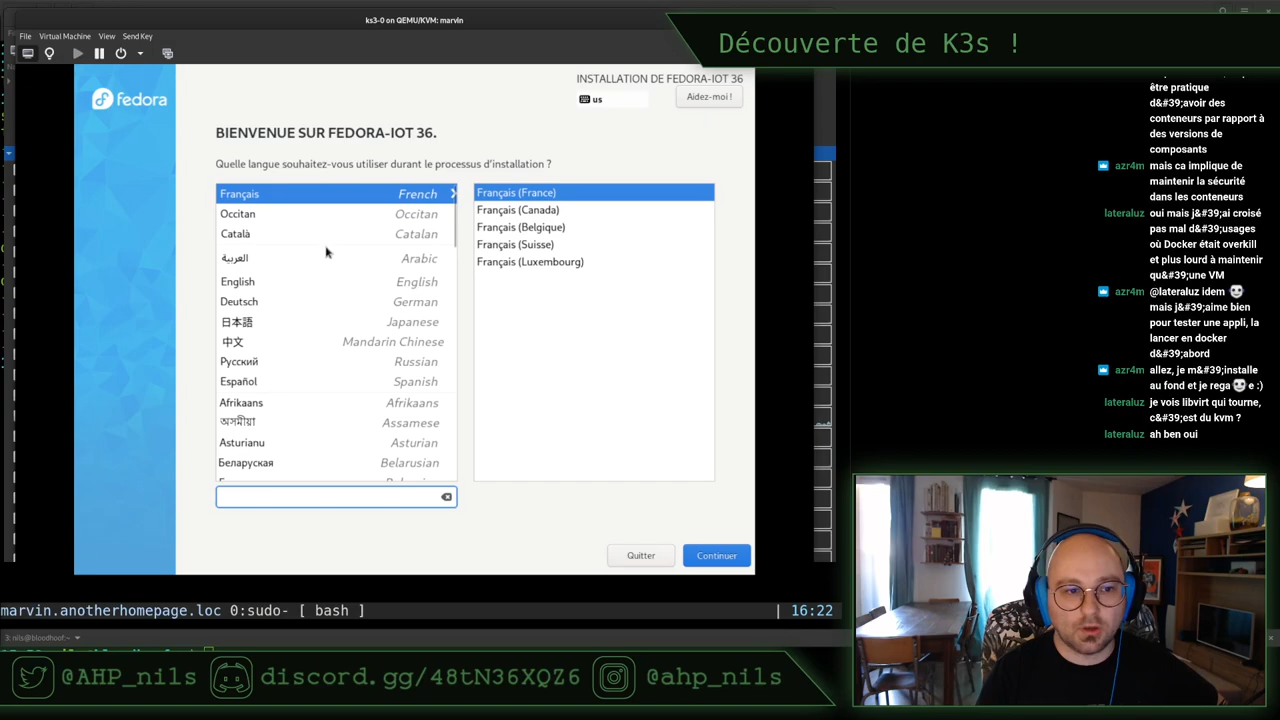 ks3-0 on QEMU/KVM: marvin
File Virtual Machine View Send Key
Découverte de K3s !
fedora
INSTALLATION DE FEDORA-IOT 36
us
Aidez-moi !
BIENVENUE SUR FEDORA-IOT 36.
Quelle langue souhaitez-vous utiliser durant le processus d'installation ?
Français French
Occitan Occitan
Català Catalan
العربية Arabic
English English
Deutsch German
日本語 Japanese
中文 Mandarin Chinese
Русский Russian
Español Spanish
Afrikaans Afrikaans
অসমীয়া Assamese
Asturianu Asturian
Беларуская Belarusian
Français (France)
Français (Canada)
Français (Belgique)
Français (Suisse)
Français (Luxembourg)
Quitter
Continuer
être pratique
d&#39;avoir des
conteneurs par rapport à
des versions de
composants
azr4m mais ca implique de
maintenir la sécurité
dans les conteneurs
lateraluz oui mais j&#39;ai croisé
pas mal d&#39;usages
où Docker était overkill
et plus lourd à maintenir
qu&#39;une VM
azr4m @lateraluz idem
mais j&#39;aime bien
pour tester une appli, la
lancer en docker
d&#39;abord
azr4m allez, je m&#39;installe
au fond et je rega e :)
lateraluz je vois libvirt qui tourne,
c&#39;est du kvm ?
lateraluz ah ben oui
marvin.anotherhomepage.loc 0:sudo- [ bash ] | 16:22
3: nils@bloodhoof:~
@AHP_nils discord.gg/48tN36XQZ6 @ahp_nils